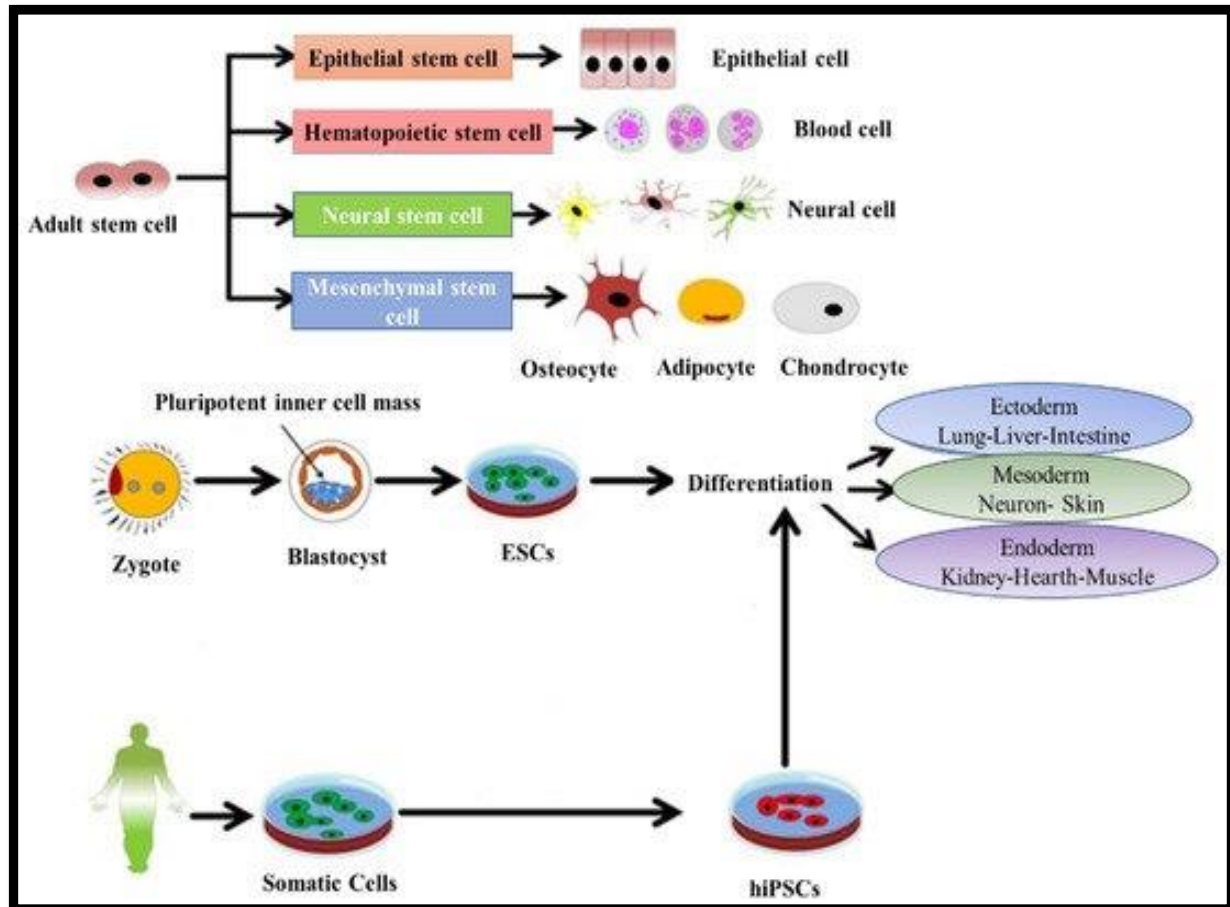 Epithelial stem cell
Epithelial cell
Hematopoietic stem cell
Blood cell
Adult stem cell
Neural stem cell
Neural cell
Mesenchymal stem
cell
Osteocyte
Adipocyte
Chondrocyte
Pluripotent inner cell mass
Zygote
Blastocyst
ESCs
Differentiation
Ectoderm
Lung-Liver-Intestine
Mesoderm
Neuron- Skin
Endoderm
Kidney-Hearth-Muscle
Somatic Cells
hiPSCs